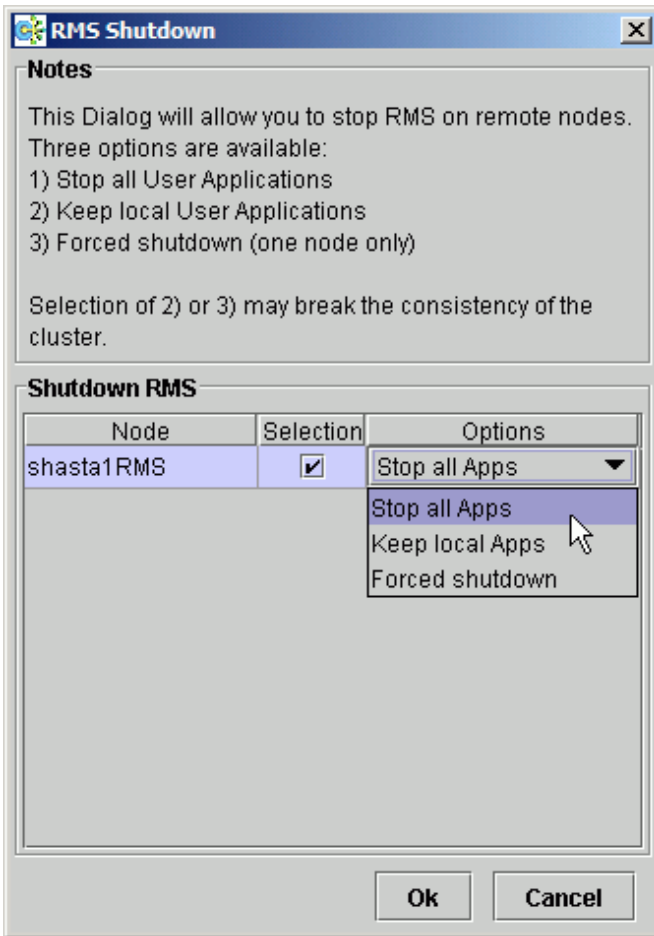 RMS Shutdown
Notes
This Dialog will allow you to stop RMS on remote nodes.
Three options are available:
1) Stop all User Applications
2) Keep local User Applications
3) Forced shutdown (one node only)
Selection of 2) or 3) may break the consistency of the
cluster.
Shutdown RMS
Node Selection Options
shasta1RMS Stop all Apps
Stop all Apps
Keep local Apps
Forced shutdown
Ok Cancel